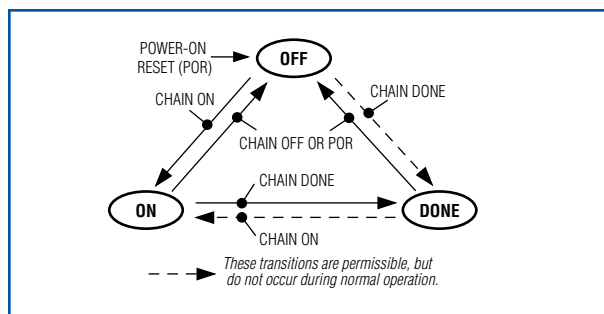 POWER-ON
RESET (POR)
OFF
CHAIN ON
CHAIN DONE
CHAIN OFF OR POR
CHAIN DONE
ON
DONE
CHAIN ON
These transitions are permissible, but
do not occur during normal operation.